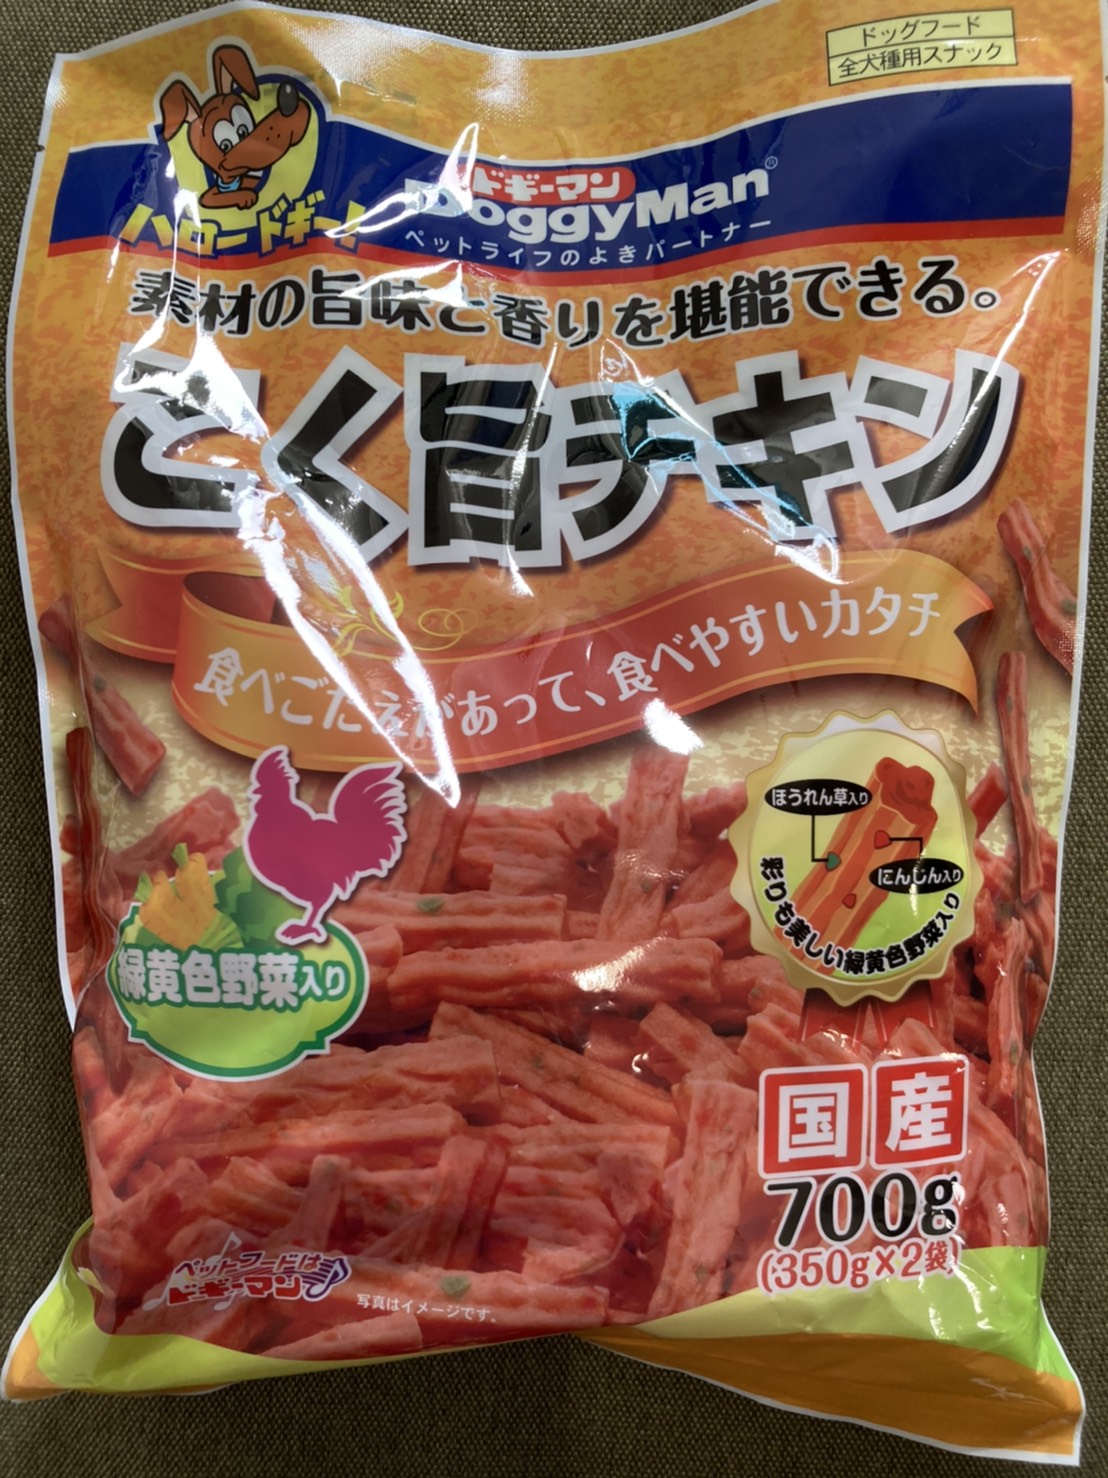 ドッグフード
全犬種用スナック
ハロードギー!
ドギーマン
DoggyMan®
ペットライフのよきパートナー
素材の旨味と香りを堪能できる。
こく旨チキン
食べごたえがあって、食べやすいカタチ
ほうれん草入り
にんじん入り
彩りも美しい緑黄色野菜入り
緑黄色野菜入り
国産
700g
(350g×2袋)
ペットフードは
ドギーマン
写真はイメージです。